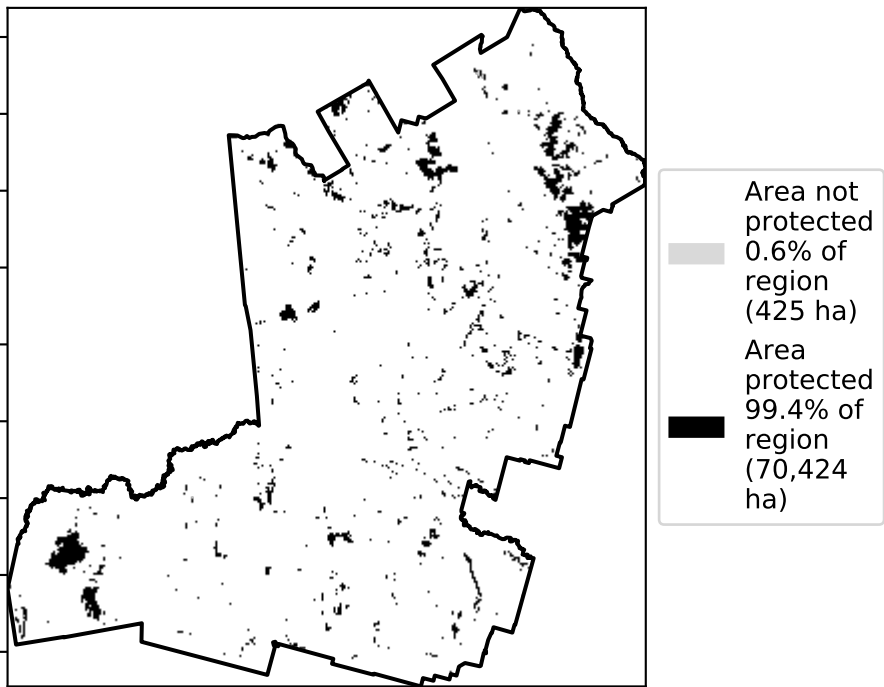 Area not
protected
0.6% of
region
(425 ha)
Area
protected
99.4% of
region
(70,424
ha)